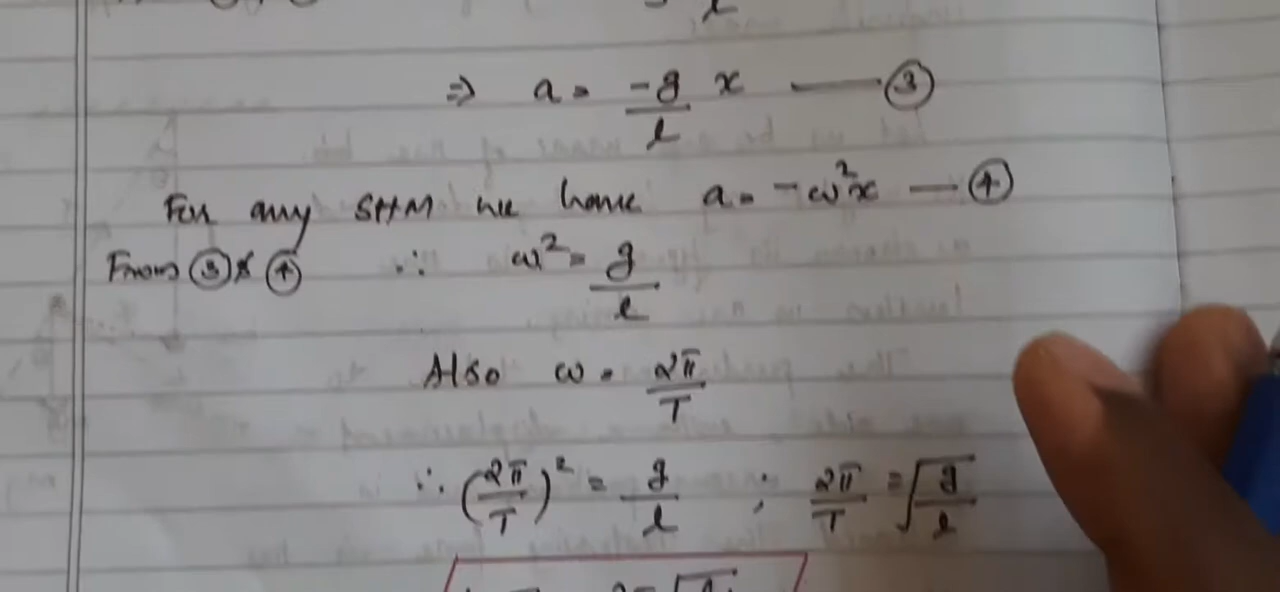 ⇒ a = -g/l x —— ③
For any SHM we have a = -ω²x — ④
From ③ & ④ ∴ ω² = g/l
Also ω = 2π/T
∴ (2π/T)² = g/l ; 2π/T = √(g/l)